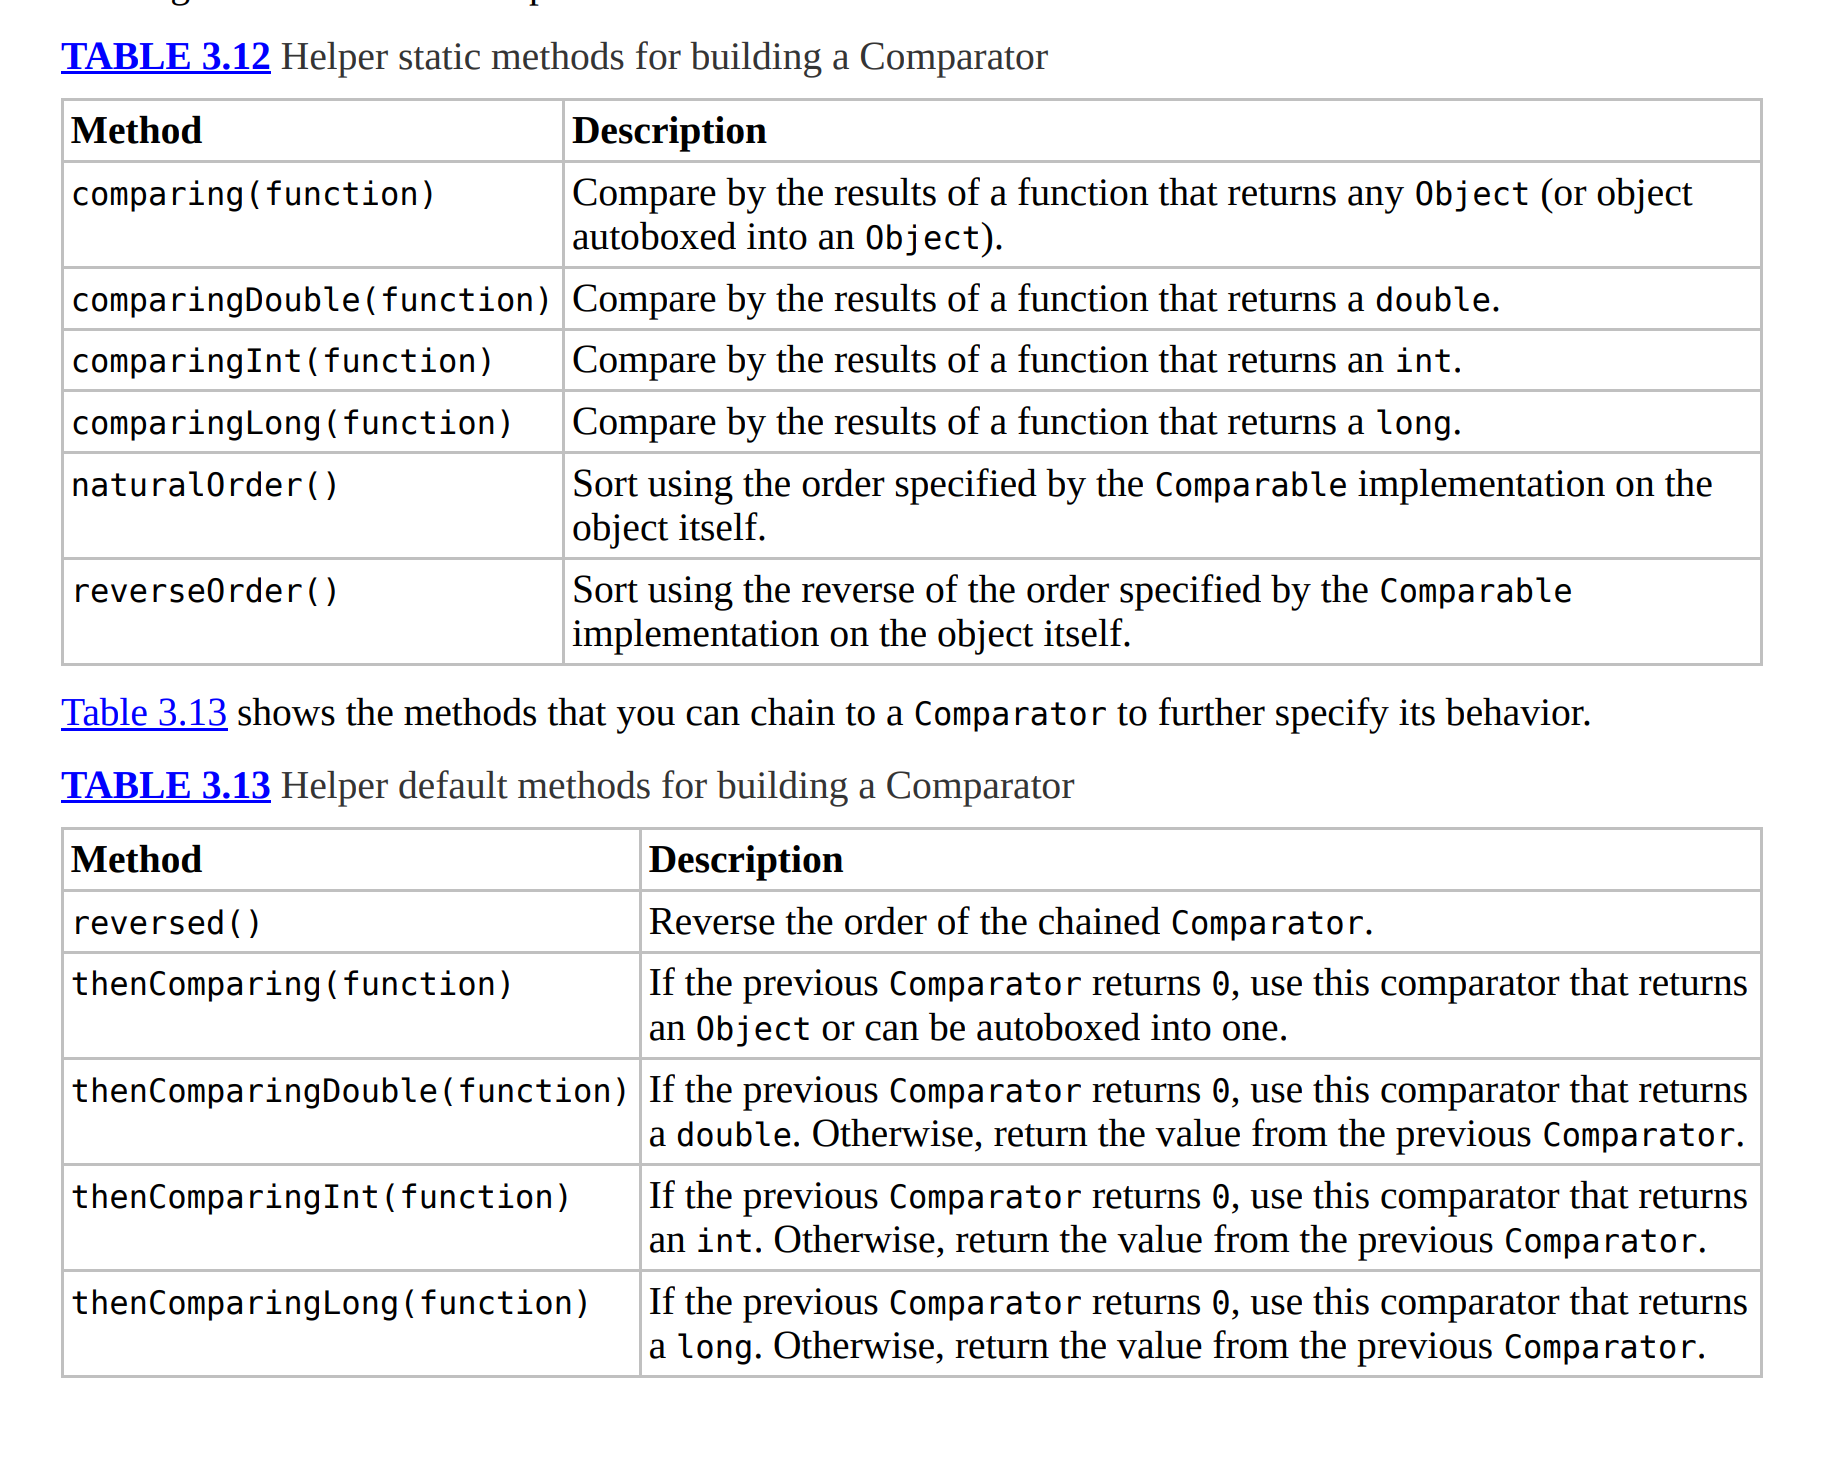 TABLE 3.12 Helper static methods for building a Comparator
Method Description
comparing(function) Compare by the results of a function that returns any Object (or object
autoboxed into an Object).
comparingDouble(function) Compare by the results of a function that returns a double.
comparingInt(function) Compare by the results of a function that returns an int.
comparingLong(function) Compare by the results of a function that returns a long.
naturalOrder() Sort using the order specified by the Comparable implementation on the
object itself.
reverseOrder() Sort using the reverse of the order specified by the Comparable
implementation on the object itself.
Table 3.13 shows the methods that you can chain to a Comparator to further specify its behavior.
TABLE 3.13 Helper default methods for building a Comparator
Method Description
reversed() Reverse the order of the chained Comparator.
thenComparing(function) If the previous Comparator returns 0, use this comparator that returns
an Object or can be autoboxed into one.
thenComparingDouble(function) If the previous Comparator returns 0, use this comparator that returns
a double. Otherwise, return the value from the previous Comparator.
thenComparingInt(function) If the previous Comparator returns 0, use this comparator that returns
an int. Otherwise, return the value from the previous Comparator.
thenComparingLong(function) If the previous Comparator returns 0, use this comparator that returns
a long. Otherwise, return the value from the previous Comparator.